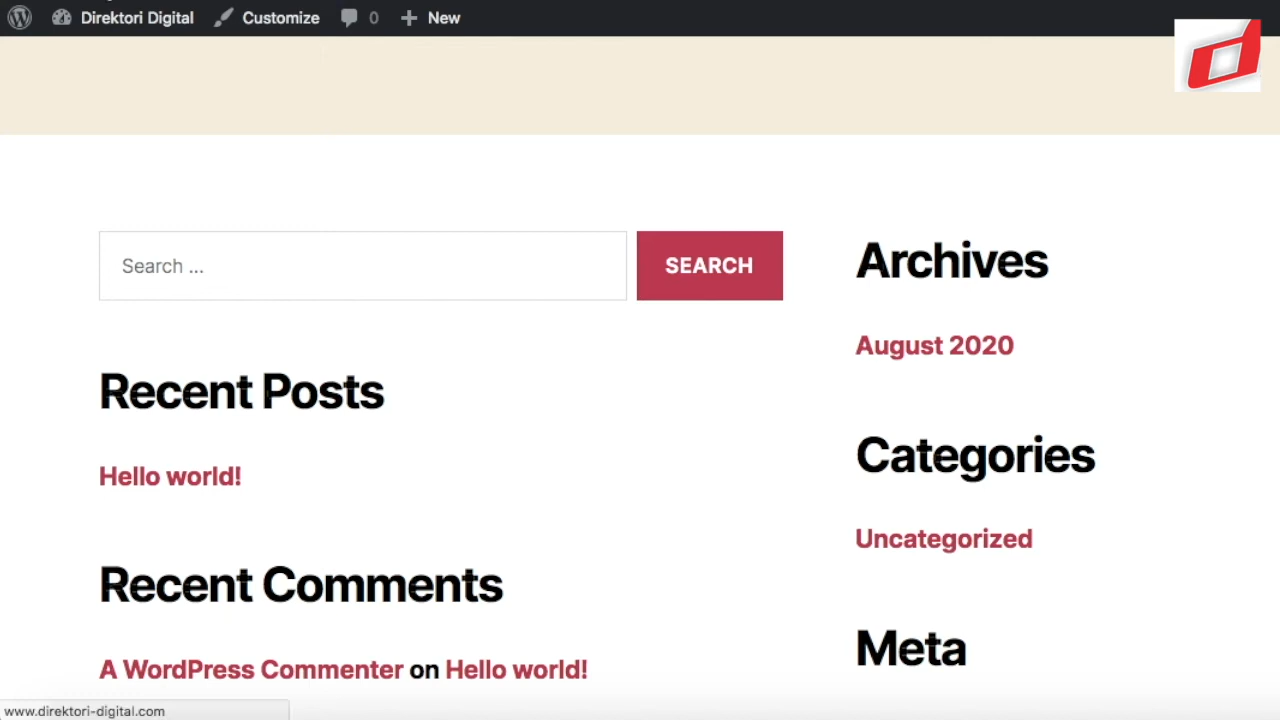 Direktori Digital Customize 0 New
Search ... SEARCH
Recent Posts
Hello world!
Recent Comments
A WordPress Commenter on Hello world!
Archives
August 2020
Categories
Uncategorized
Meta
www.direktori-digital.com